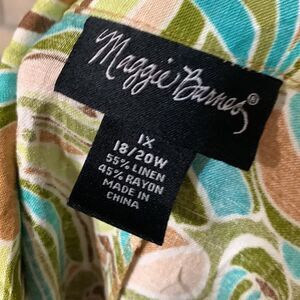 Maggie Barnes®
1X
18/20W
55% LINEN
45% RAYON
MADE IN
CHINA